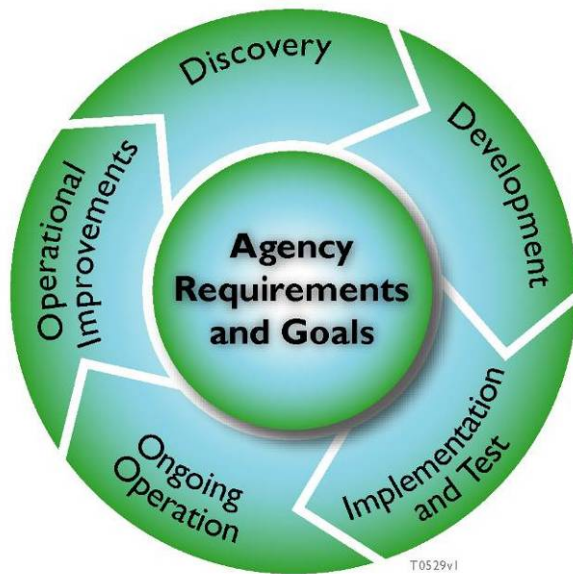 Discovery
Development
Implementation
and Test
Ongoing
Operation
Operational
Improvements
Agency
Requirements
and Goals
T0529v1